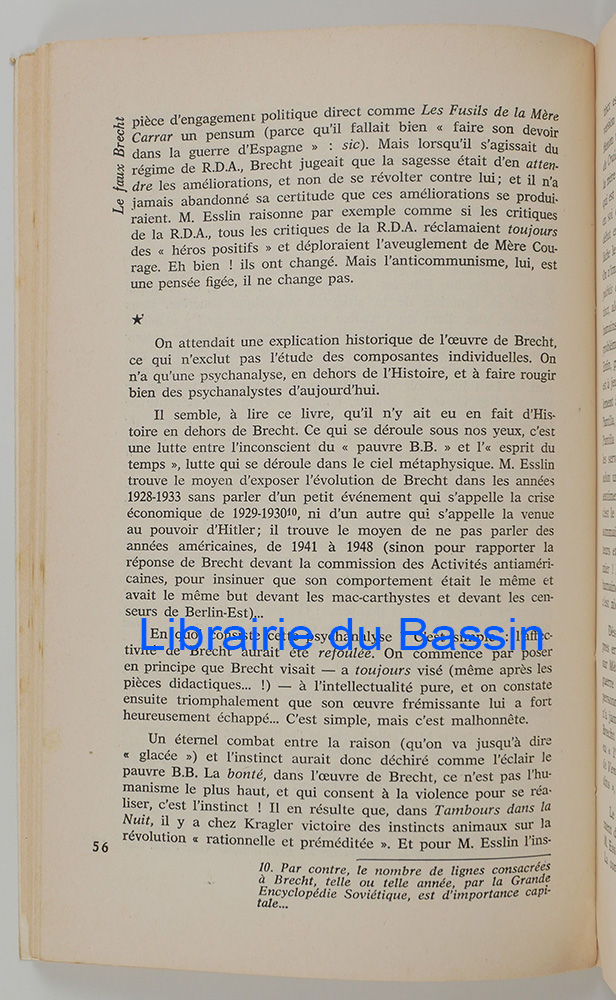 Le faux Brecht
pièce d'engagement politique direct comme Les Fusils de la Mère
Carrar un pensum (parce qu'il fallait bien « faire son devoir
dans la guerre d'Espagne » : sic). Mais lorsqu'il s'agissait du
régime de R.D.A., Brecht jugeait que la sagesse était d'en atten-
dre les améliorations, et non de se révolter contre lui; et il n'a
jamais abandonné sa certitude que ces améliorations se produi-
raient. M. Esslin raisonne par exemple comme si les critiques
de la R.D.A., tous les critiques de la R.D.A. réclamaient toujours
des « héros positifs » et déploraient l'aveuglement de Mère Cou-
rage. Eh bien ! ils ont changé. Mais l'anticommunisme, lui, est
une pensée figée, il ne change pas.
★
On attendait une explication historique de l'œuvre de Brecht,
ce qui n'exclut pas l'étude des composantes individuelles. On
n'a qu'une psychanalyse, en dehors de l'Histoire, et à faire rougir
bien des psychanalystes d'aujourd'hui.
Il semble, à lire ce livre, qu'il n'y ait eu en fait d'His-
toire en dehors de Brecht. Ce qui se déroule sous nos yeux, c'est
une lutte entre l'inconscient du « pauvre B.B. » et l'« esprit du
temps », lutte qui se déroule dans le ciel métaphysique. M. Esslin
trouve le moyen d'exposer l'évolution de Brecht dans les années
1928-1933 sans parler d'un petit événement qui s'appelle la crise
économique de 1929-1930¹⁰, ni d'un autre qui s'appelle la venue
au pouvoir d'Hitler; il trouve le moyen de ne pas parler des
années américaines, de 1941 à 1948 (sinon pour rapporter la
réponse de Brecht devant la commission des Activités antiaméri-
caines, pour insinuer que son comportement était le même et
avait le même but devant les mac-carthystes et devant les cen-
seurs de Berlin-Est)...
En quoi consiste cette psychanalyse ? C'est simple : l'affec-
tivité de Brecht aurait été refoulée. On commence par poser
en principe que Brecht visait — a toujours visé (même après les
pièces didactiques... !) — à l'intellectualité pure, et on constate
ensuite triomphalement que son œuvre frémissante lui a fort
heureusement échappé... C'est simple, mais c'est malhonnête.
Un éternel combat entre la raison (qu'on va jusqu'à dire
« glacée ») et l'instinct aurait donc déchiré comme l'éclair le
pauvre B.B. La bonté, dans l'œuvre de Brecht, ce n'est pas l'hu-
manisme le plus haut, et qui consent à la violence pour se réa-
liser, c'est l'instinct ! Il en résulte que, dans Tambours dans la
Nuit, il y a chez Kragler victoire des instincts animaux sur la
révolution « rationnelle et préméditée ». Et pour M. Esslin l'ins-
56
10. Par contre, le nombre de lignes consacrées
à Brecht, telle ou telle année, par la Grande
Encyclopédie Soviétique, est d'importance capi-
tale...
Librairie du Bassin